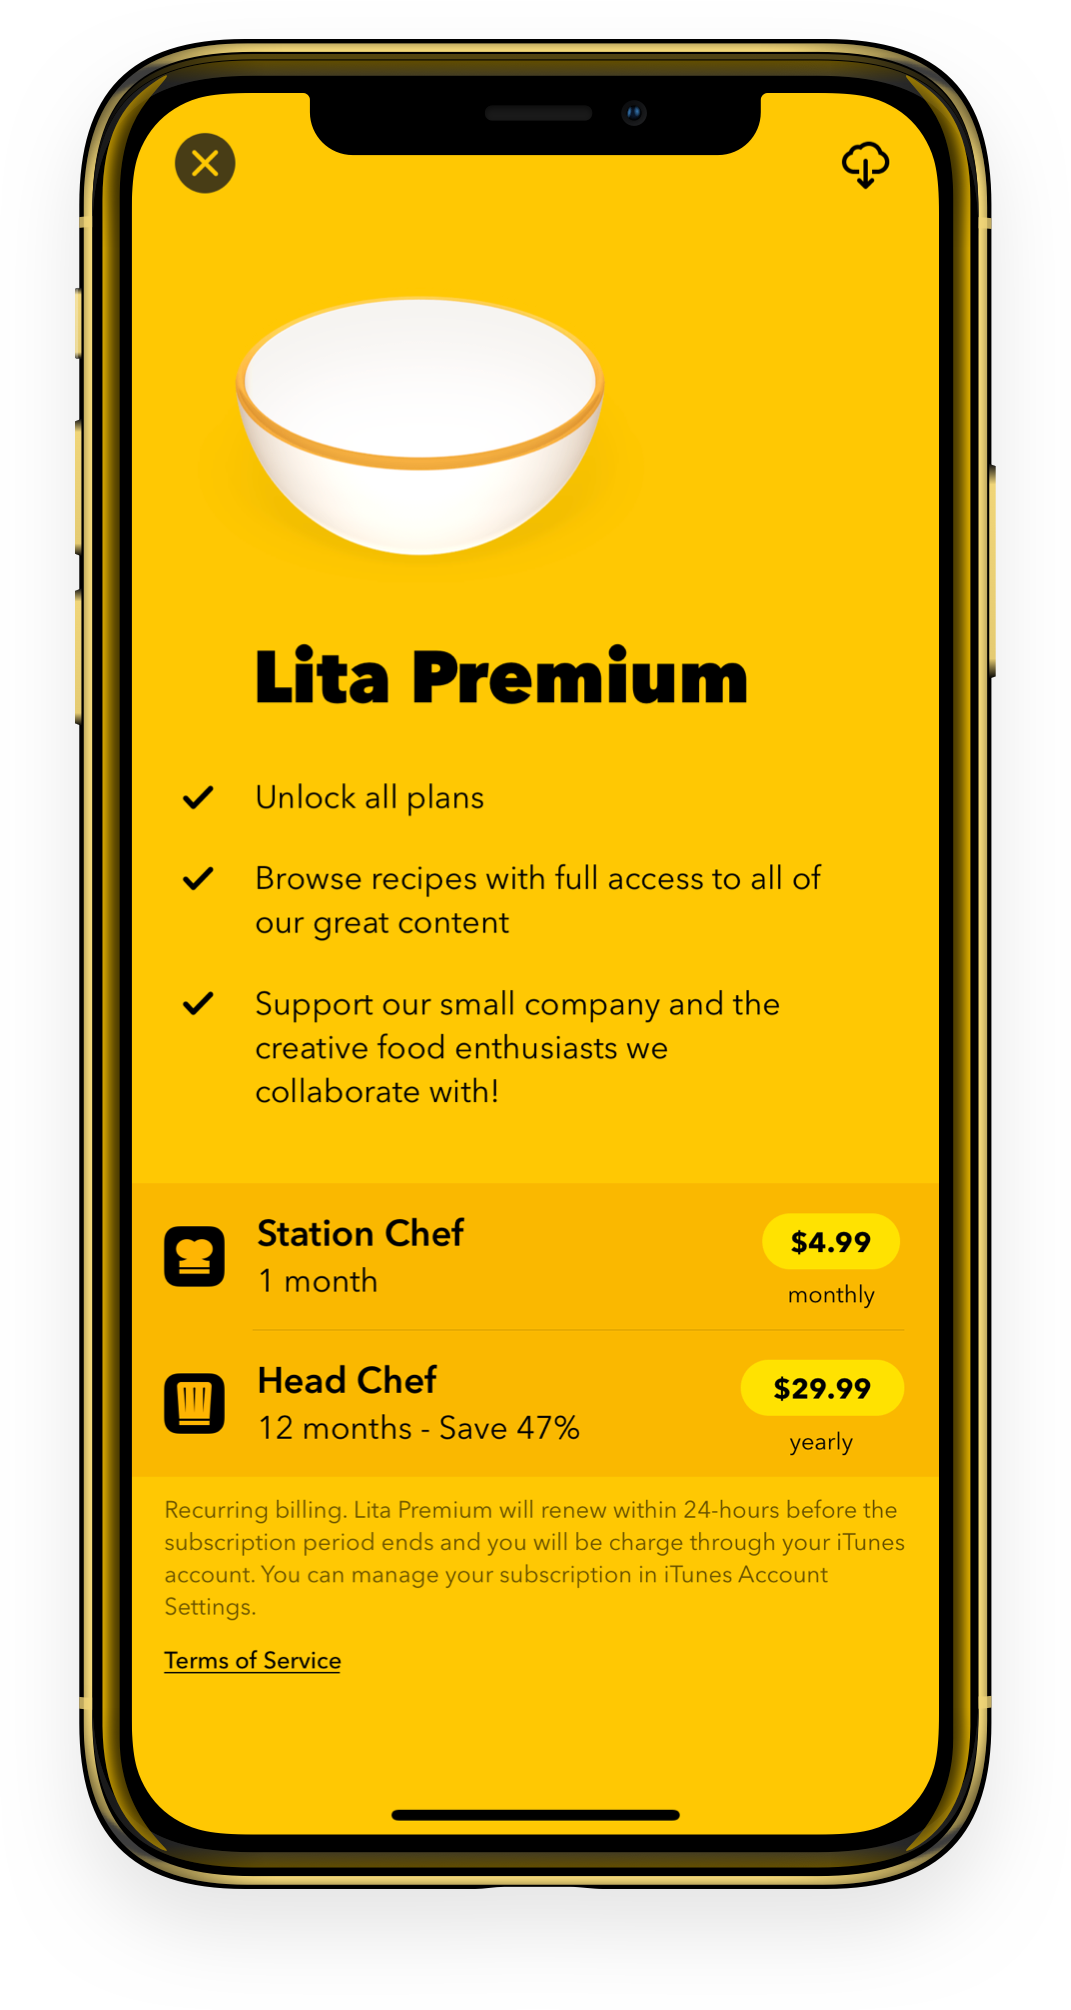 Lita Premium
Unlock all plans
Browse recipes with full access to all of
our great content
Support our small company and the
creative food enthusiasts we
collaborate with!
Station Chef
$4.99
1 month
monthly
Head Chef
$29.99
12 months - Save 47%
yearly
Recurring billing. Lita Premium will renew within 24-hours before the
subscription period ends and you will be charge through your iTunes
account. You can manage your subscription in iTunes Account
Settings.
Terms of Service